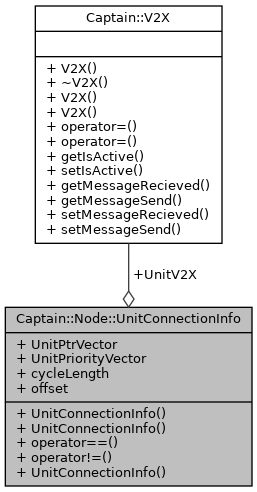 Captain::V2X
+ V2X()
+ ~V2X()
+ V2X()
+ V2X()
+ operator=()
+ operator=()
+ getIsActive()
+ setIsActive()
+ getMessageRecieved()
+ getMessageSend()
+ setMessageRecieved()
+ setMessageSend()
+UnitV2X
Captain::Node::UnitConnectionInfo
+ UnitPtrVector
+ UnitPriorityVector
+ cycleLength
+ offset
+ UnitConnectionInfo()
+ UnitConnectionInfo()
+ operator==()
+ operator!=()
+ UnitConnectionInfo()